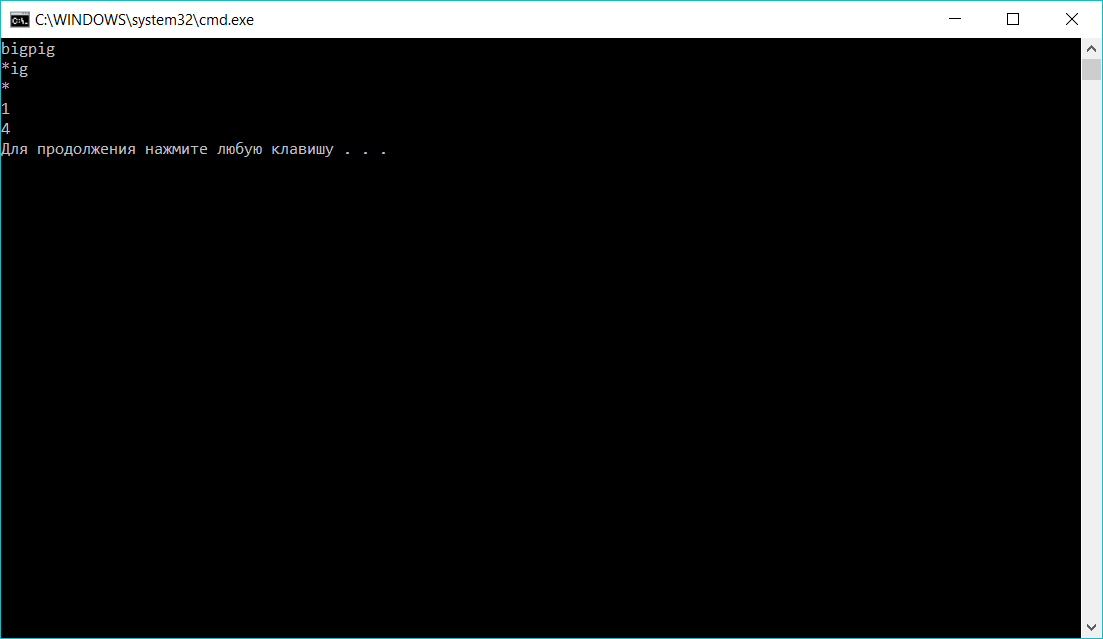 C:\WINDOWS\system32\cmd.exe
bigpig
*ig
*
1
4
Для продолжения нажмите любую клавишу . . .